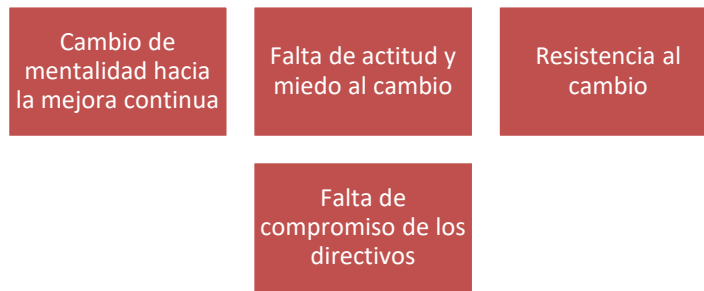 Cambio de
mentalidad hacia
la mejora continua
Falta de actitud y
miedo al cambio
Resistencia al
cambio
Falta de
compromiso de los
directivos